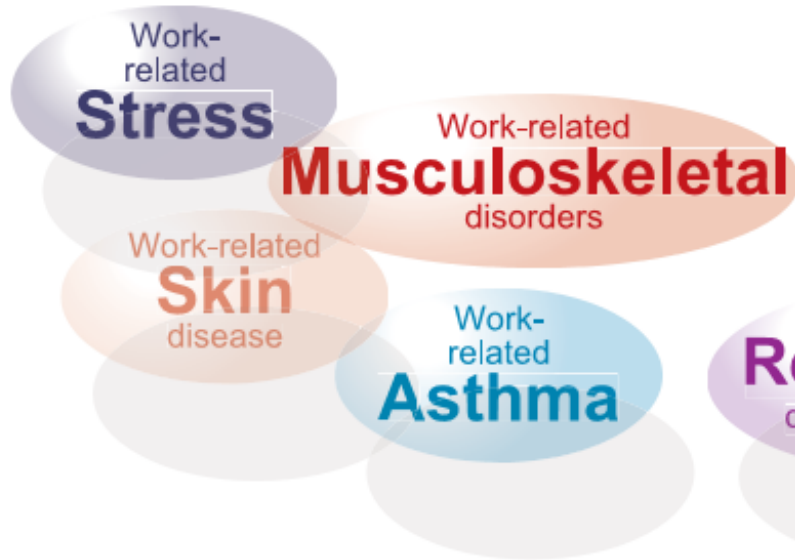 Work-
related
Stress
Work-related
Musculoskeletal
disorders
Work-related
Skin
disease
Work-
related
Asthma